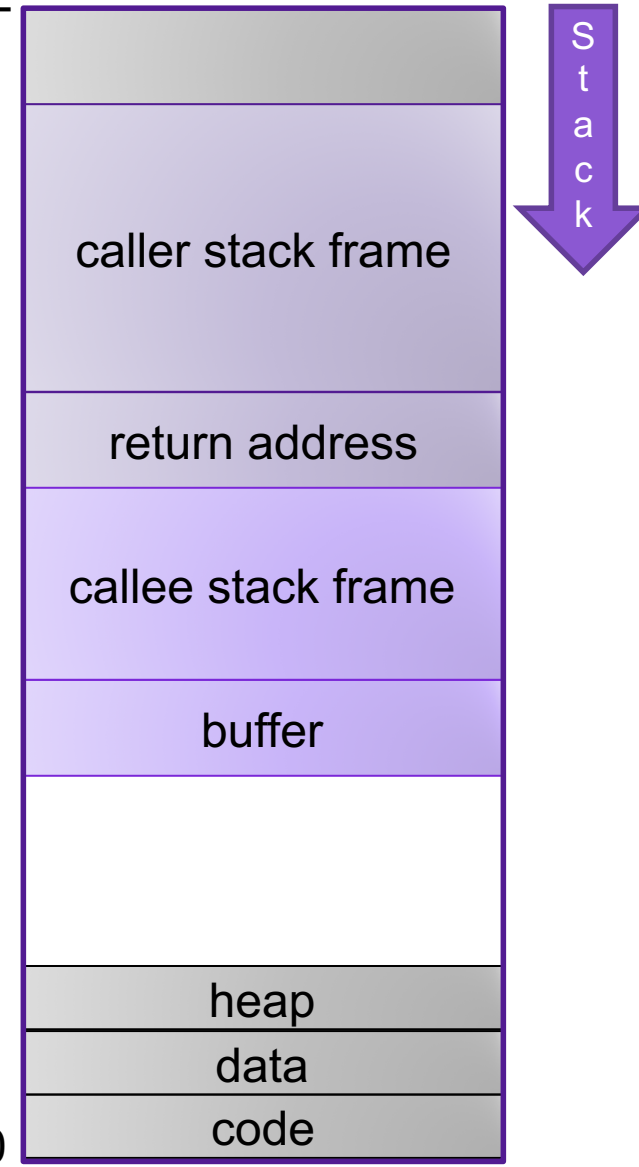 S
t
a
c
k
caller stack frame
return address
callee stack frame
buffer
heap
data
code